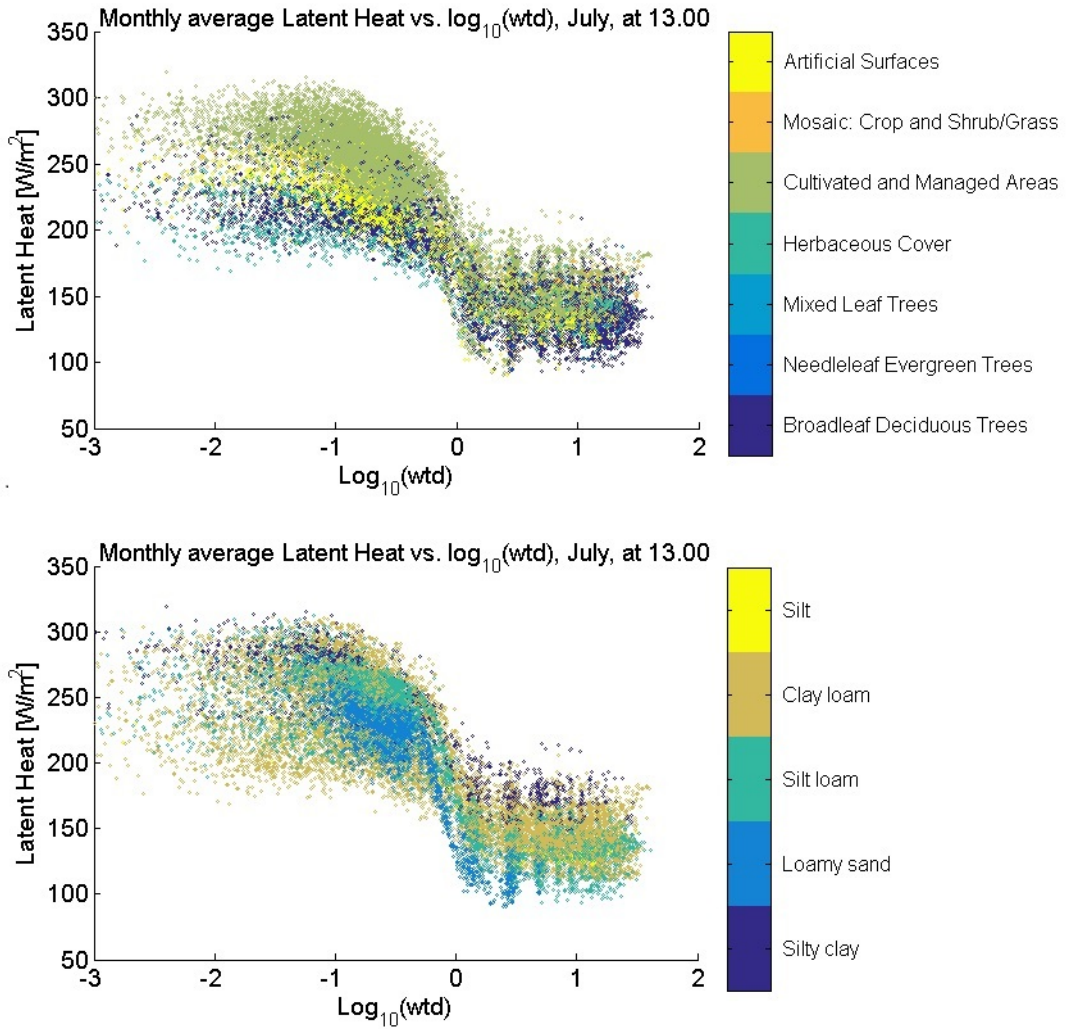 Monthly average Latent Heat vs. log10(wtd), July, at 13.00
350
300
250
200
150
100
50
Latent Heat [W/m2]
-3 -2 -1 0 1 2
Log10(wtd)
Artificial Surfaces
Mosaic: Crop and Shrub/Grass
Cultivated and Managed Areas
Herbaceous Cover
Mixed Leaf Trees
Needleleaf Evergreen Trees
Broadleaf Deciduous Trees
Monthly average Latent Heat vs. log10(wtd), July, at 13.00
350
300
250
200
150
100
50
Latent Heat [W/m2]
-3 -2 -1 0 1 2
Log10(wtd)
Silt
Clay loam
Silt loam
Loamy sand
Silty clay